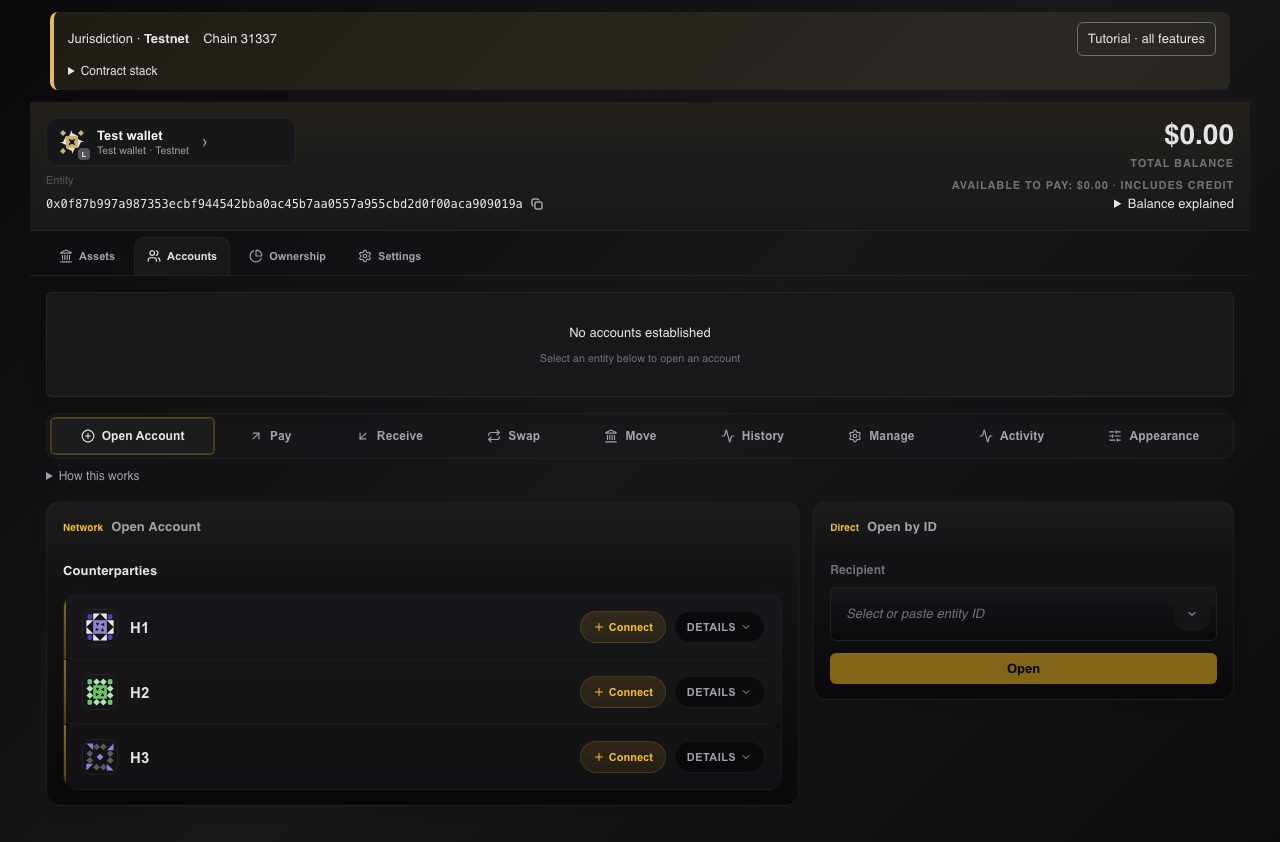 Jurisdiction · Testnet Chain 31337
Tutorial · all features
Contract stack
Test wallet
Test wallet · Testnet
L
$0.00
TOTAL BALANCE
Entity
AVAILABLE TO PAY: $0.00 · INCLUDES CREDIT
0x0f87b997a987353ecbf944542bba0ac45b7aa0557a955cbd2d0f00aca909019a
Balance explained
Assets Accounts Ownership Settings
No accounts established
Select an entity below to open an account
Open Account Pay Receive Swap Move History Manage Activity Appearance
How this works
Network Open Account
Counterparties
H1 + Connect DETAILS
H2 + Connect DETAILS
H3 + Connect DETAILS
Direct Open by ID
Recipient
Select or paste entity ID
Open